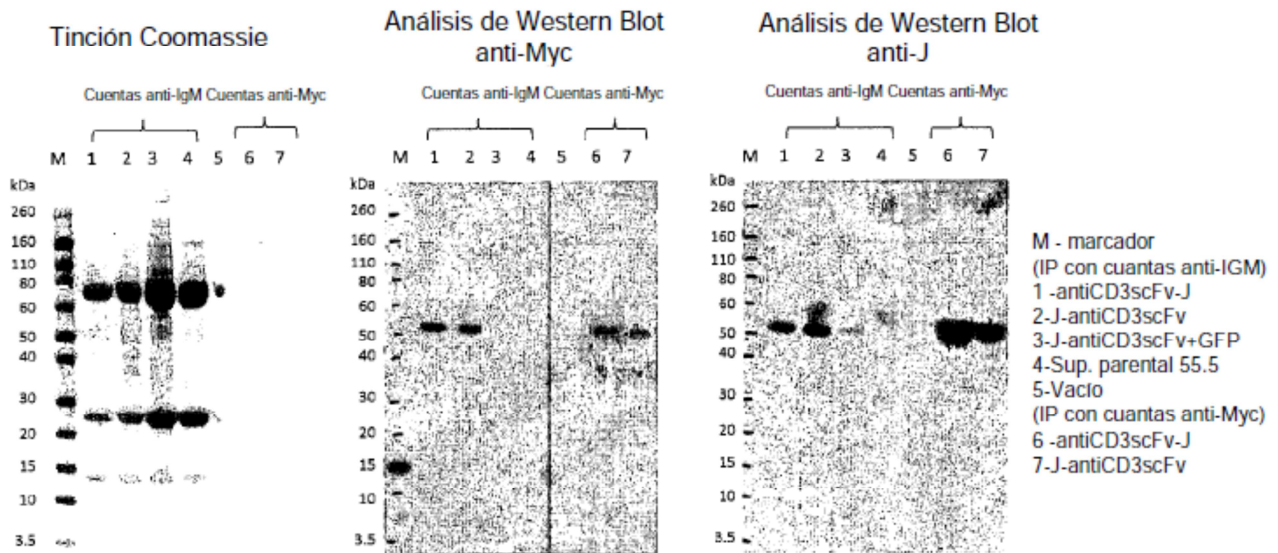 Tinción Coomassie
Cuentas anti-IgM Cuentas anti-Myc
M 1 2 3 4 5 6 7
kDa
260
160
110
80
60
50
40
30
20
15
10
3.5
Análisis de Western Blot
anti-Myc
Cuentas anti-IgM Cuentas anti-Myc
M 1 2 3 4 5 6 7
kDa
260
160
110
80
60
50
40
30
20
15
10
3.5
Análisis de Western Blot
anti-J
Cuentas anti-IgM Cuentas anti-Myc
M 1 2 3 4 5 6 7
kDa
260
160
110
80
60
50
40
30
20
15
10
3.5
M - marcador
(IP con cuantas anti-IGM)
1 -antiCD3scFv-J
2-J-antiCD3scFv
3-J-antiCD3scFv+GFP
4-Sup. parental 55.5
5-Vacío
(IP con cuantas anti-Myc)
6 -antiCD3scFv-J
7-J-antiCD3scFv